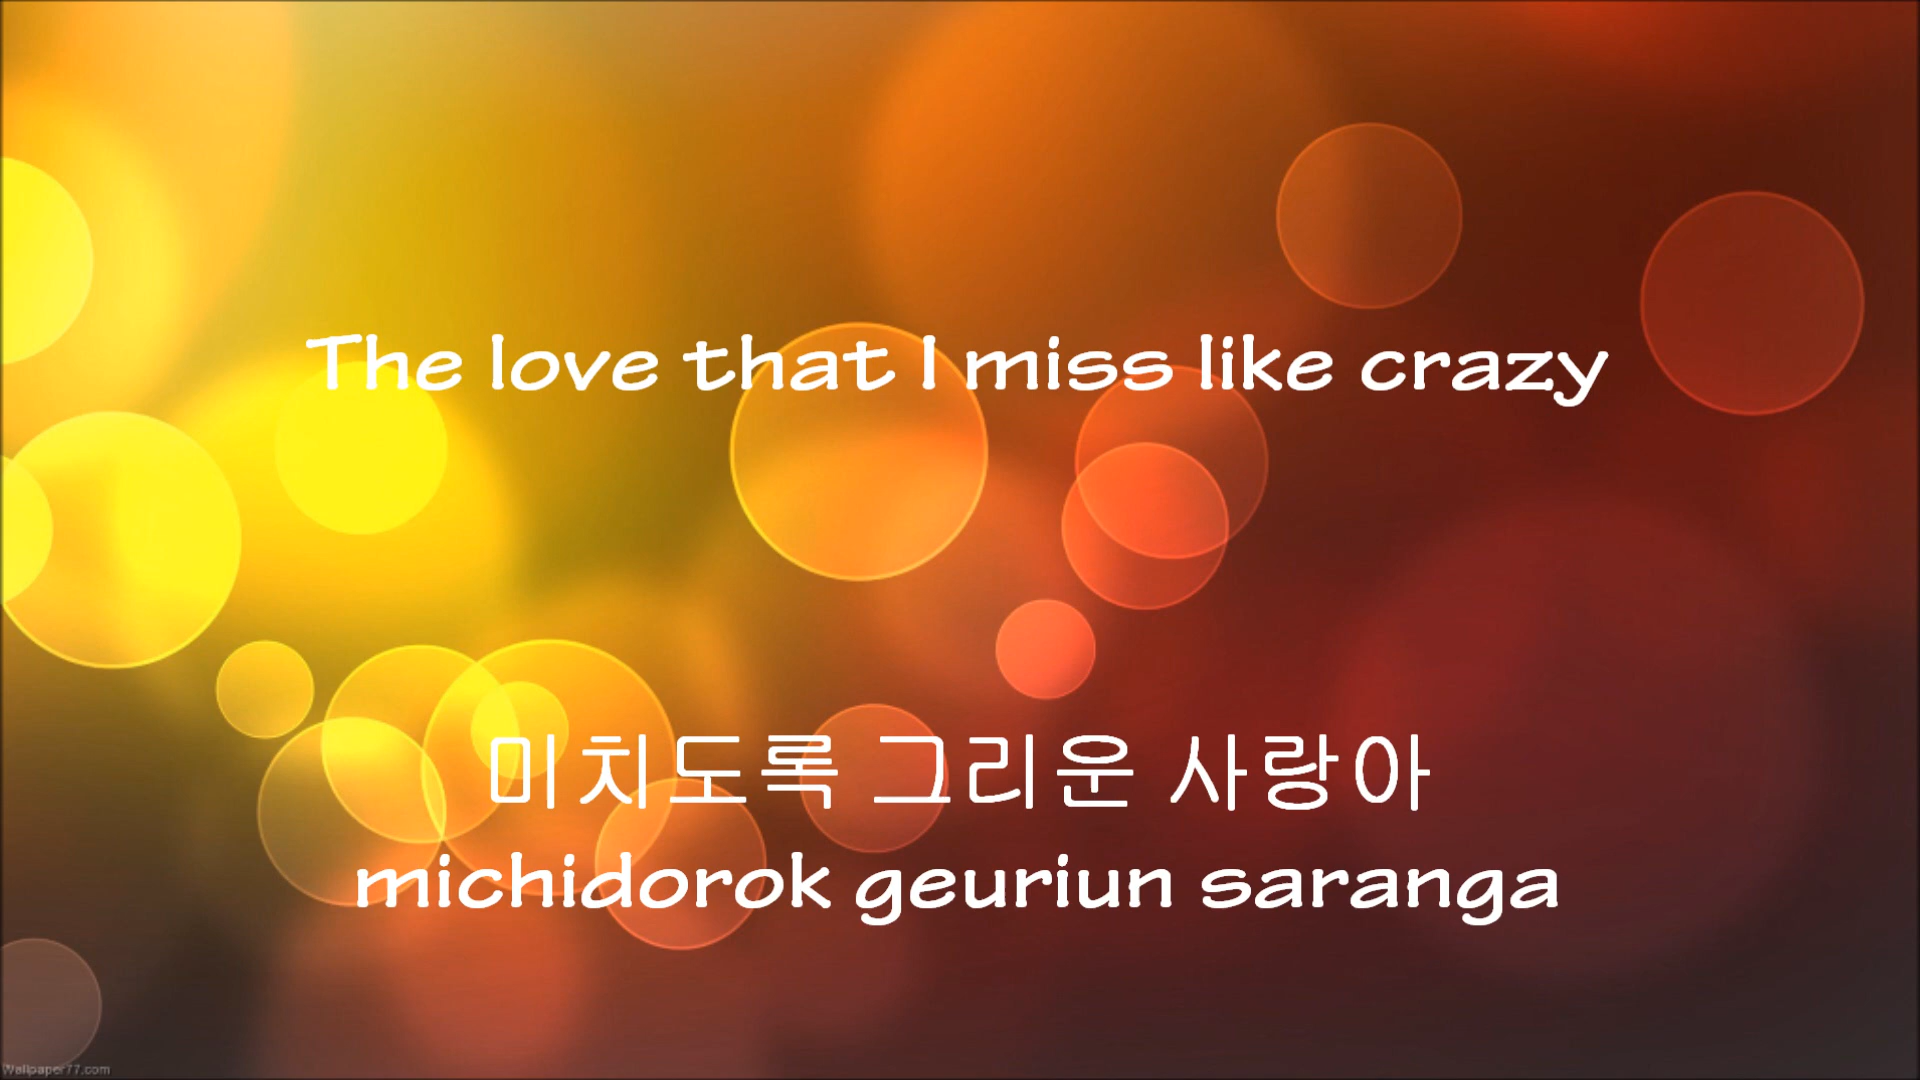 The love that I miss like crazy
미치도록 그리운 사랑아
michidorok geuriun saranga
Wallpaper77.com